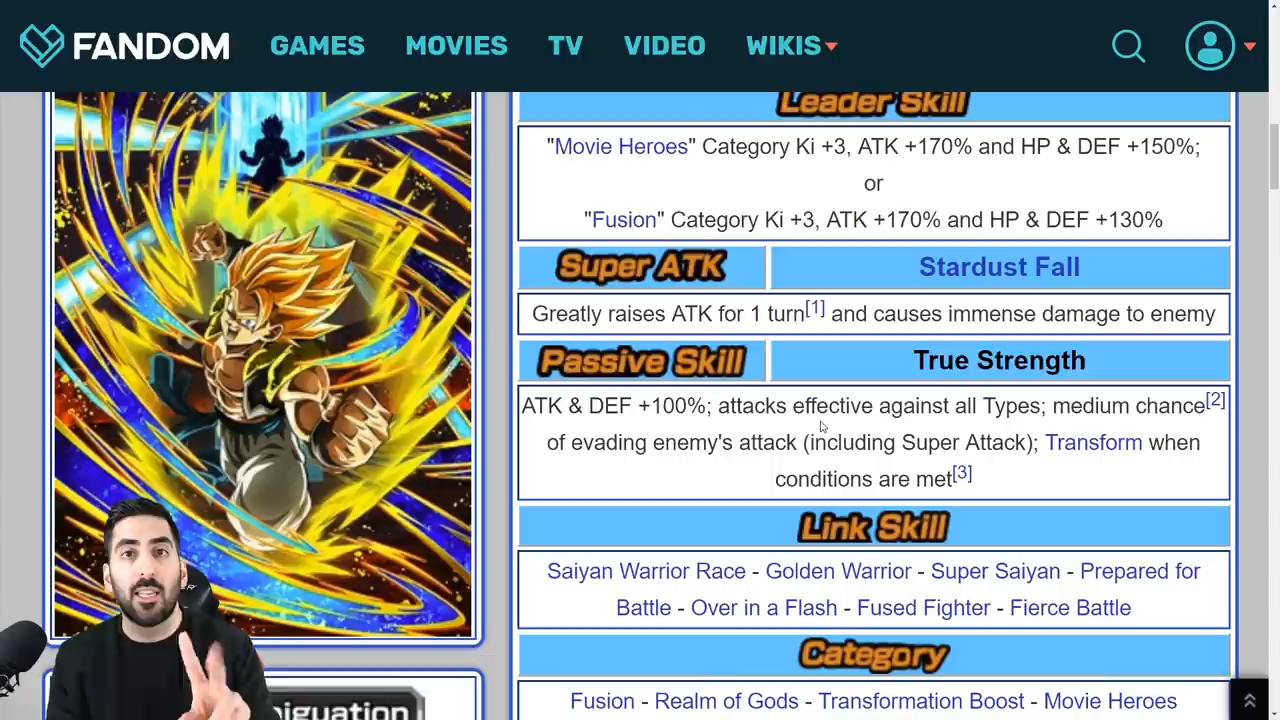 FANDOM GAMES MOVIES TV VIDEO WIKIS
Leader Skill
"Movie Heroes" Category Ki +3, ATK +170% and HP & DEF +150%;
or
"Fusion" Category Ki +3, ATK +170% and HP & DEF +130%
Super ATK Stardust Fall
Greatly raises ATK for 1 turn[1] and causes immense damage to enemy
Passive Skill True Strength
ATK & DEF +100%; attacks effective against all Types; medium chance[2]
of evading enemy's attack (including Super Attack); Transform when
conditions are met[3]
Link Skill
Saiyan Warrior Race - Golden Warrior - Super Saiyan - Prepared for
Battle - Over in a Flash - Fused Fighter - Fierce Battle
Category
Fusion - Realm of Gods - Transformation Boost - Movie Heroes